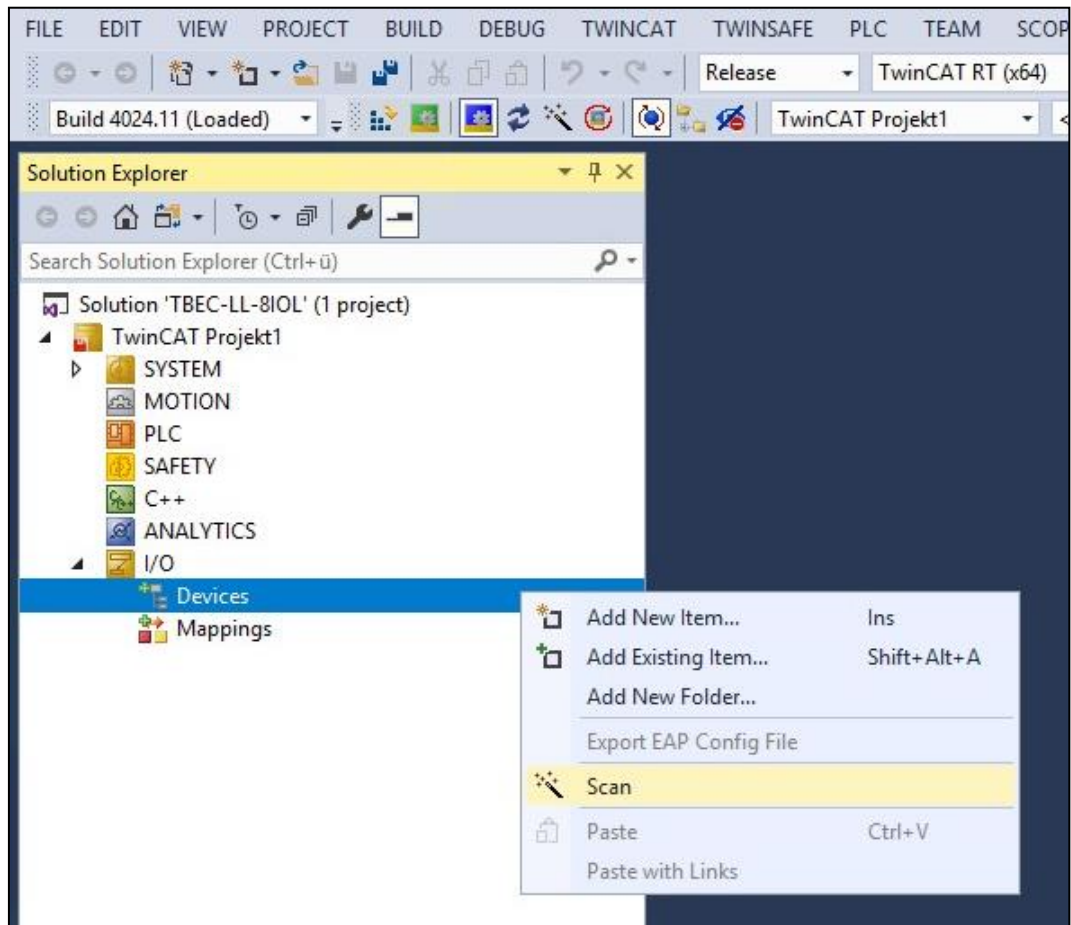 FILE EDIT VIEW PROJECT BUILD DEBUG TWINCAT TWINSAFE PLC TEAM SCOP
Release TwinCAT RT (x64)
Build 4024.11 (Loaded) TwinCAT Projekt1
Solution Explorer
Search Solution Explorer (Ctrl+ü)
Solution 'TBEC-LL-8IOL' (1 project)
TwinCAT Projekt1
SYSTEM
MOTION
PLC
SAFETY
C++
ANALYTICS
I/O
Devices
Mappings
Add New Item... Ins
Add Existing Item... Shift+Alt+A
Add New Folder...
Export EAP Config File
Scan
Paste Ctrl+V
Paste with Links